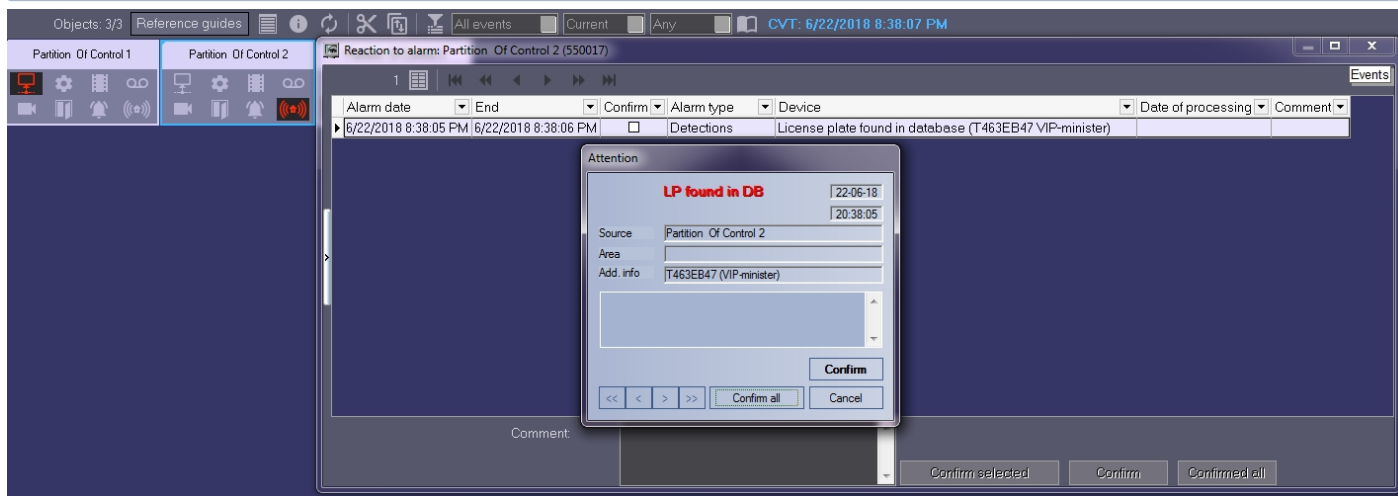 Objects: 3/3 Reference guides All events Current Any CVT: 6/22/2018 8:38:07 PM
Partition Of Control 1 Partition Of Control 2 Reaction to alarm: Partition Of Control 2 (550017)
1
Events
Alarm date End Confirm Alarm type Device Date of processing Comment
6/22/2018 8:38:05 PM 6/22/2018 8:38:06 PM Detections License plate found in database (T463EB47 VIP-minister)
Attention
LP found in DB 22-06-18
20:38:05
Source Partition Of Control 2
Area
Add. info T463EB47 (VIP-minister)
Confirm
<< < > >> Confirm all Cancel
Comment:
Confirm selected Confirm Confirmed all